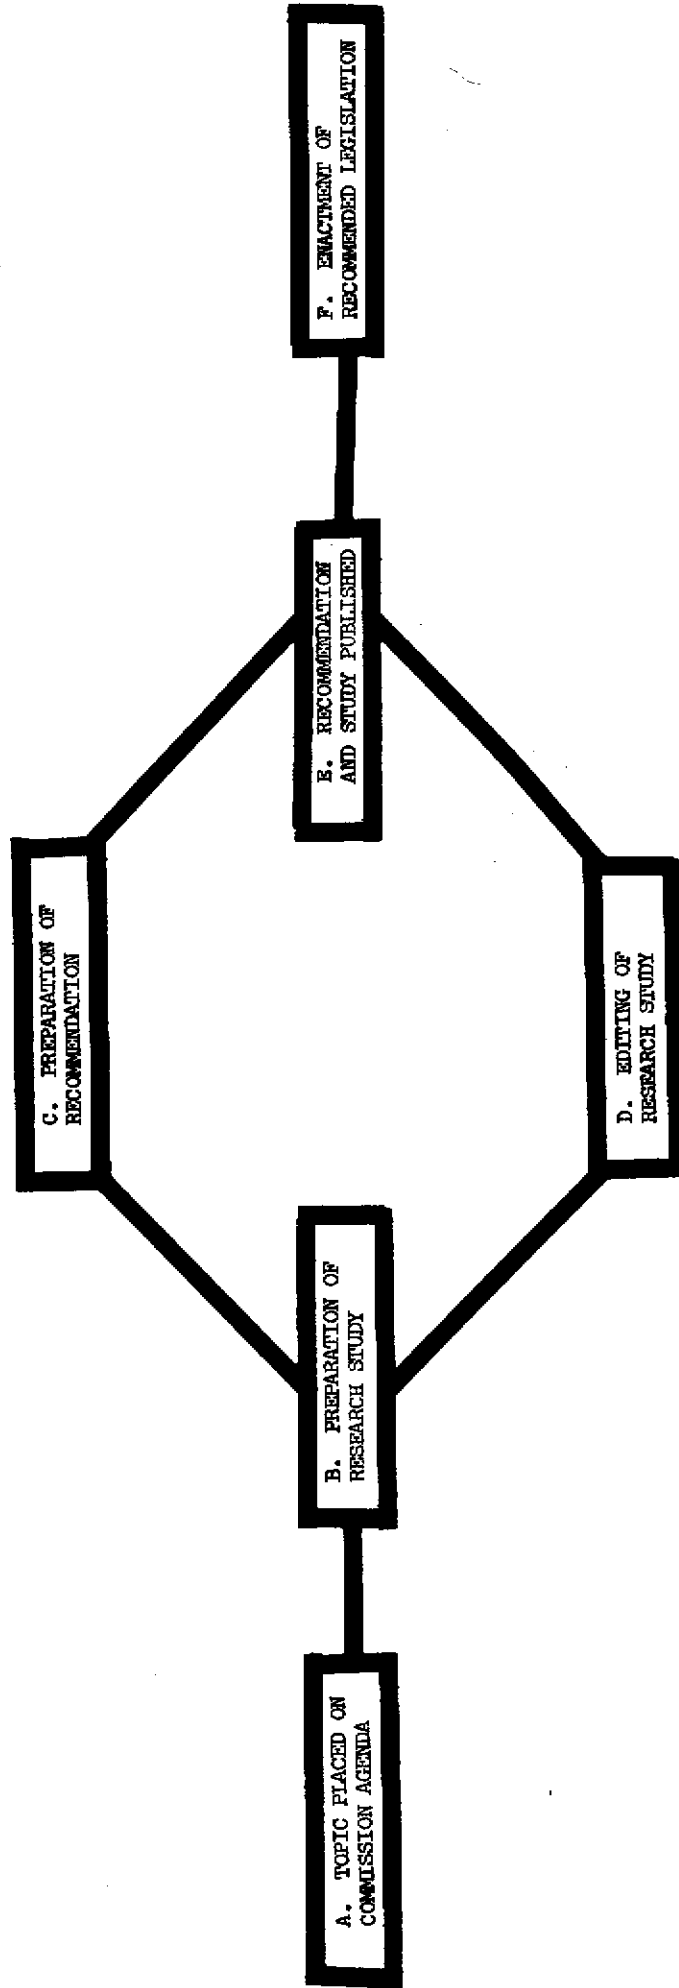 A. TOPIC PLACED ON
COMMISSION AGENDA
B. PREPARATION OF
RESEARCH STUDY
C. PREPARATION OF
RECOMMENDATION
D. EDITING OF
RESEARCH STUDY
E. RECOMMENDATION
AND STUDY PUBLISHED
F. ENACTMENT OF
RECOMMENDED LEGISLATION